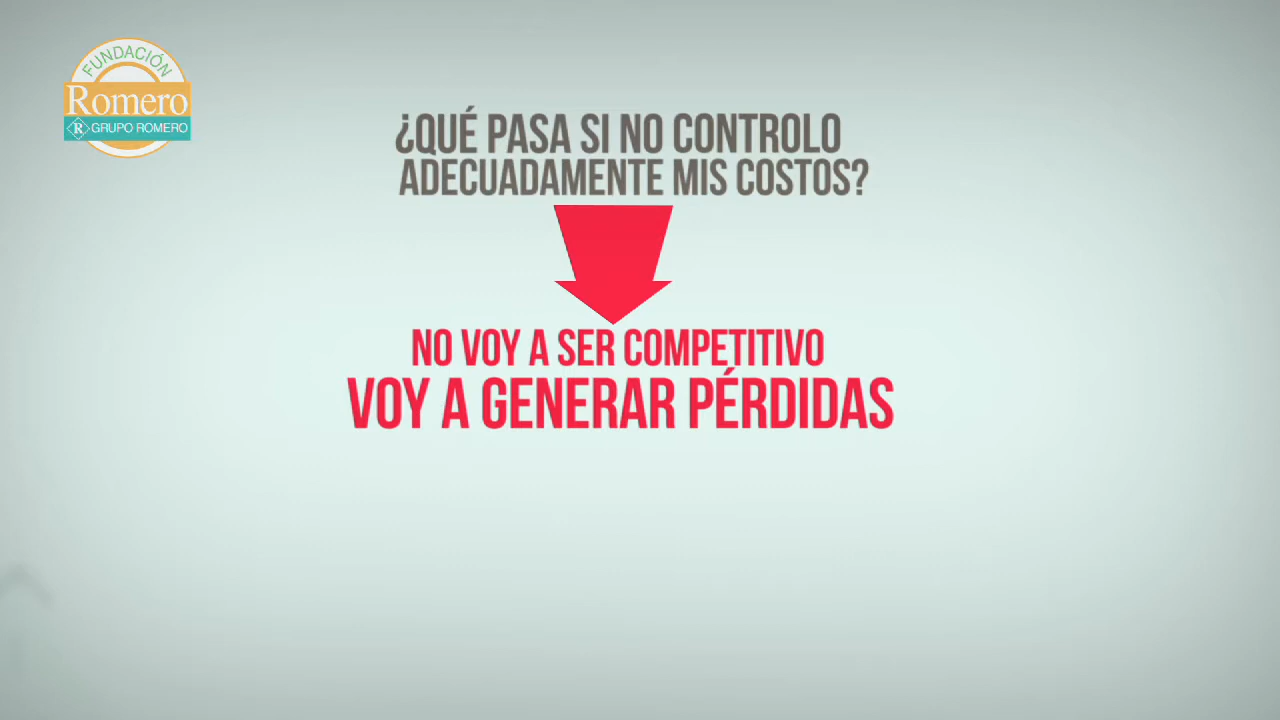 FUNDACIÓN
Romero
R GRUPO ROMERO
¿QUÉ PASA SI NO CONTROLO
ADECUADAMENTE MIS COSTOS?
NO VOY A SER COMPETITIVO
VOY A GENERAR PÉRDIDAS